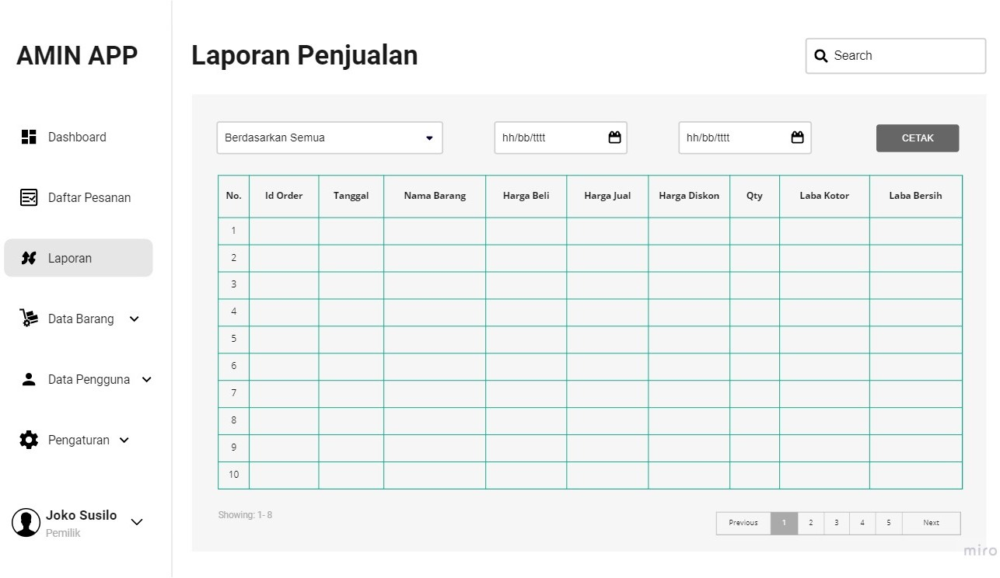 AMIN APP
Dashboard
Daftar Pesanan
Laporan
Data Barang
Data Pengguna
Pengaturan
Joko Susilo
Pemilik
Laporan Penjualan
Search
Berdasarkan Semua
hh/bb/tttt
hh/bb/tttt
CETAK
No. Id Order Tanggal Nama Barang Harga Beli Harga Jual Harga Diskon Qty Laba Kotor Laba Bersih
1
2
3
4
5
6
7
8
9
10
Showing: 1- 8
Previous 1 2 3 4 5 Next
miro